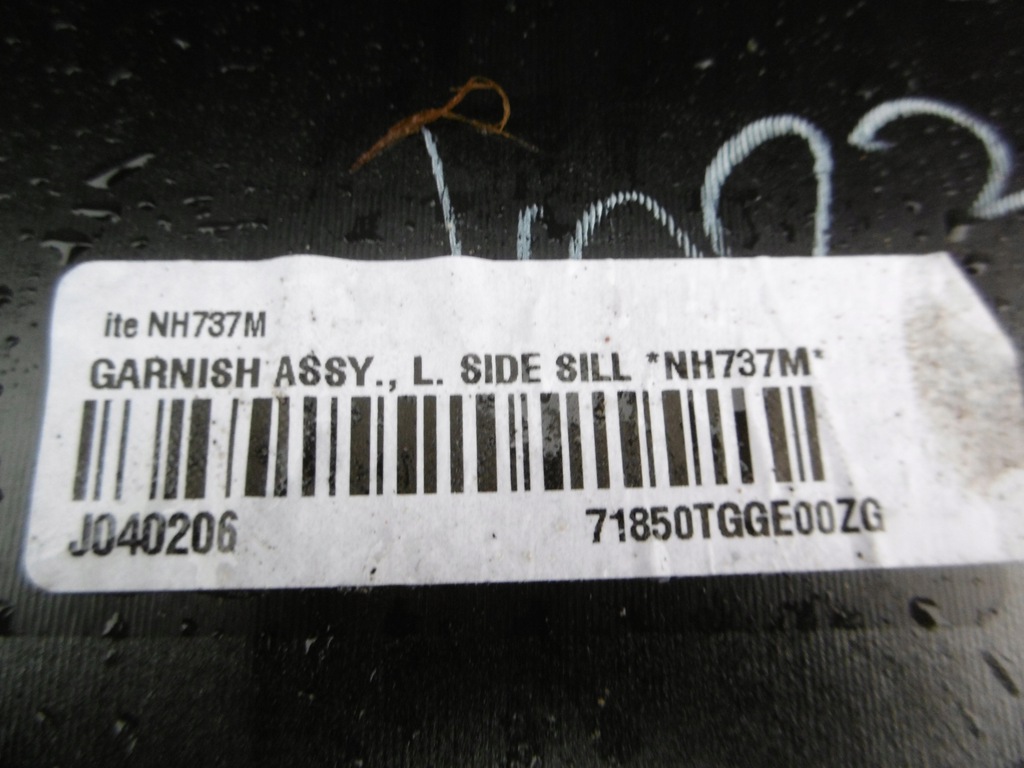 ite NH737M
GARNISH ASSY., L. SIDE SILL *NH737M*
J040206
71850TGGE00ZG